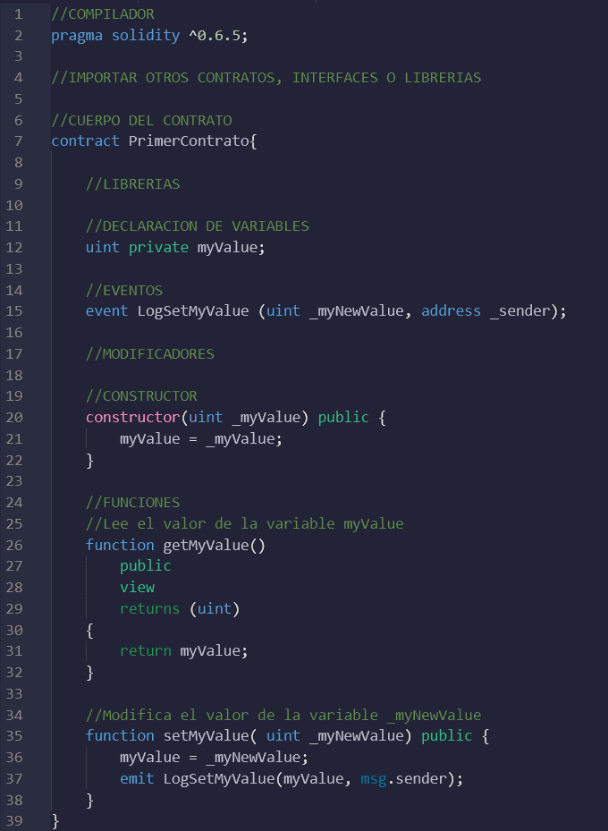 1 //COMPILADOR
2 pragma solidity ^0.6.5;
3
4 //IMPORTAR OTROS CONTRATOS, INTERFACES O LIBRERIAS
5
6 //CUERPO DEL CONTRATO
7 contract PrimerContrato{
8
9 //LIBRERIAS
10
11 //DECLARACION DE VARIABLES
12 uint private myValue;
13
14 //EVENTOS
15 event LogSetMyValue (uint _myNewValue, address _sender);
16
17 //MODIFICADORES
18
19 //CONSTRUCTOR
20 constructor(uint _myValue) public {
21 myValue = _myValue;
22 }
23
24 //FUNCIONES
25 //Lee el valor de la variable myValue
26 function getMyValue()
27 public
28 view
29 returns (uint)
30 {
31 return myValue;
32 }
33
34 //Modifica el valor de la variable _myNewValue
35 function setMyValue( uint _myNewValue) public {
36 myValue = _myNewValue;
37 emit LogSetMyValue(myValue, msg.sender);
38 }
39 }